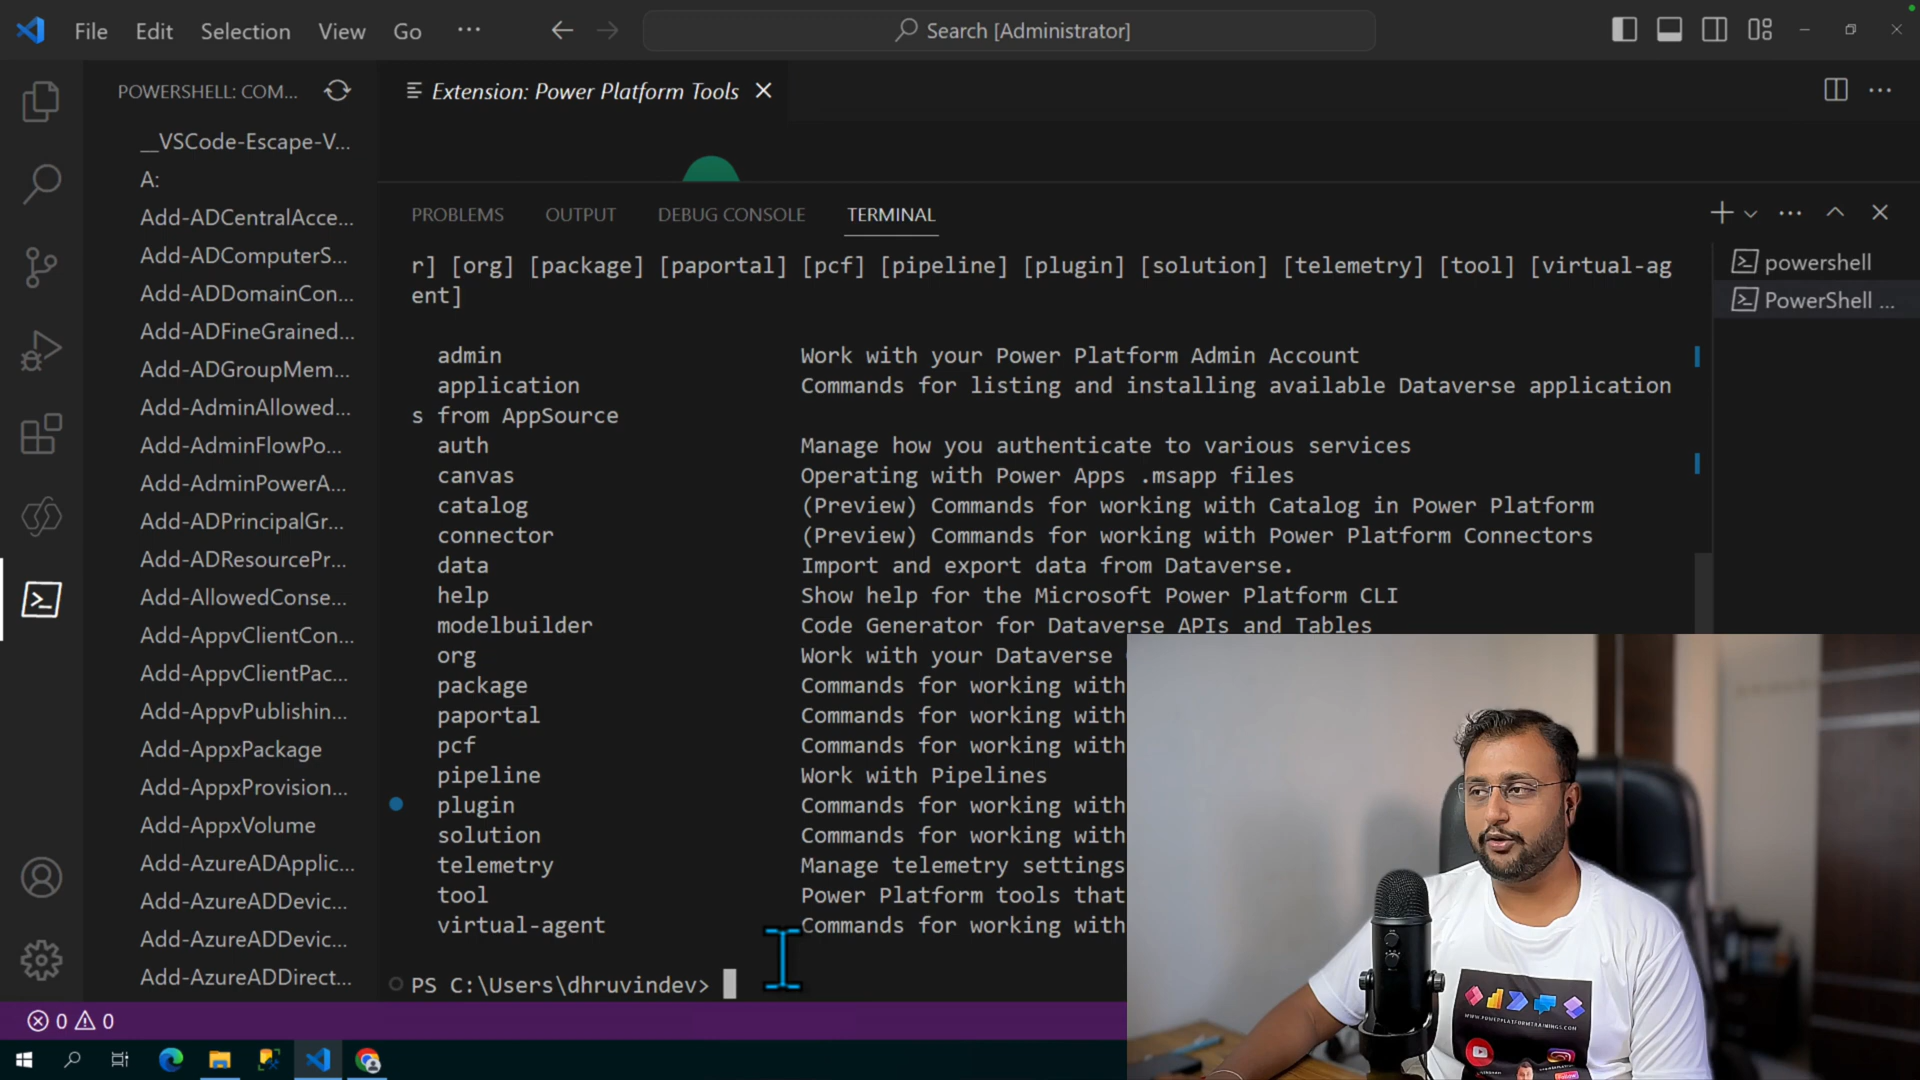 File Edit Selection View Go ··· Search [Administrator]
POWERSHELL: COM...
Extension: Power Platform Tools
__VSCode-Escape-V...
A:
Add-ADCentralAcce...
Add-ADComputerS...
Add-ADDomainCon...
Add-ADFineGrained...
Add-ADGroupMem...
Add-AdminAllowed...
Add-AdminFlowPo...
Add-AdminPowerA...
Add-ADPrincipalGr...
Add-ADResourcePr...
Add-AllowedConse...
Add-AppvClientCon...
Add-AppvClientPac...
Add-AppvPublishin...
Add-AppxPackage
Add-AppxProvision...
Add-AppxVolume
Add-AzureADApplic...
Add-AzureADDevic...
Add-AzureADDevic...
Add-AzureADDirect...
PROBLEMS OUTPUT DEBUG CONSOLE TERMINAL
r] [org] [package] [paportal] [pcf] [pipeline] [plugin] [solution] [telemetry] [tool] [virtual-ag
ent]
admin Work with your Power Platform Admin Account
application Commands for listing and installing available Dataverse application
s from AppSource
auth Manage how you authenticate to various services
canvas Operating with Power Apps .msapp files
catalog (Preview) Commands for working with Catalog in Power Platform
connector (Preview) Commands for working with Power Platform Connectors
data Import and export data from Dataverse.
help Show help for the Microsoft Power Platform CLI
modelbuilder Code Generator for Dataverse APIs and Tables
org Work with your Dataverse
package Commands for working with
paportal Commands for working with
pcf Commands for working with
pipeline Work with Pipelines
plugin Commands for working with
solution Commands for working with
telemetry Manage telemetry settings
tool Power Platform tools that
virtual-agent Commands for working with
PS C:\Users\dhruvindev>
powershell
PowerShell ...
0 0
WWW.POWERPLATFORMTRAININGS.COM